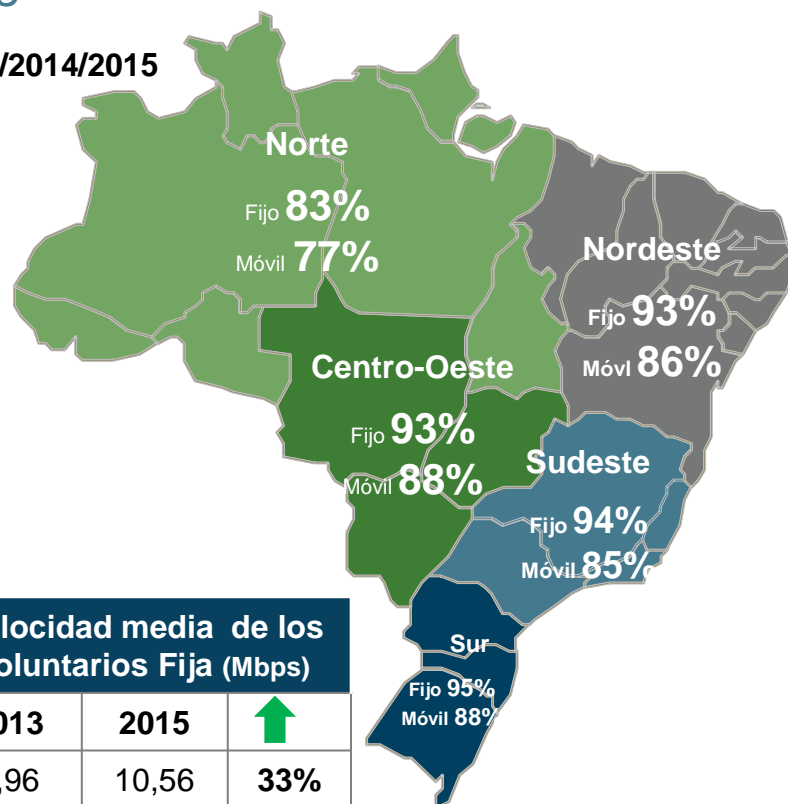 /2014/2015
Norte
Fijo 83%
Móvil 77%
Nordeste
Fijo 93%
Móvl 86%
Centro-Oeste
Fijo 93%
Móvil 88%
Sudeste
Fijo 94%
Móvil 85%
Sur
Fijo 95%
Móvil 88%
locidad media de los
oluntarios Fija (Mbps)
013 2015
,96 10,56 33%